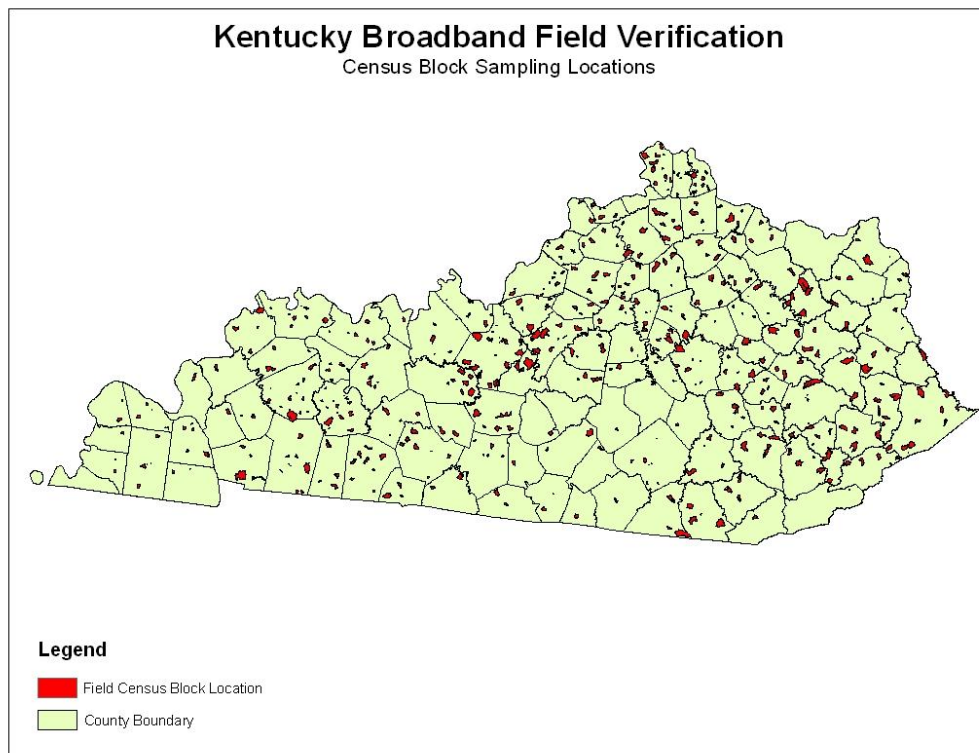 Kentucky Broadband Field Verification
Census Block Sampling Locations
Legend
Field Census Block Location
County Boundary